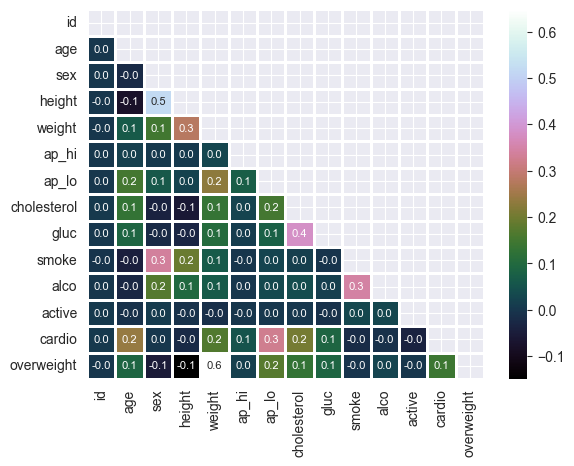 id
age 0.0
sex 0.0 -0.0
height -0.0 -0.1 0.5
weight -0.0 0.1 0.1 0.3
ap_hi 0.0 0.0 0.0 0.0 0.0
ap_lo 0.0 0.2 0.1 0.0 0.2 0.1
cholesterol 0.0 0.1 -0.0 -0.1 0.1 0.0 0.2
gluc 0.0 0.1 -0.0 -0.0 0.1 0.0 0.1 0.4
smoke -0.0 -0.0 0.3 0.2 0.1 -0.0 0.0 0.0 -0.0
alco 0.0 -0.0 0.2 0.1 0.1 0.0 0.0 0.0 0.0 0.3
active 0.0 -0.0 0.0 -0.0 -0.0 -0.0 -0.0 0.0 -0.0 0.0 0.0
cardio 0.0 0.2 0.0 -0.0 0.2 0.1 0.3 0.2 0.1 -0.0 -0.0 -0.0
overweight -0.0 0.1 -0.1 -0.1 0.6 0.0 0.2 0.1 0.1 -0.0 0.0 -0.0 0.1
id age sex height weight ap_hi ap_lo cholesterol gluc smoke alco active cardio overweight
0.6
0.5
0.4
0.3
0.2
0.1
0.0
−0.1